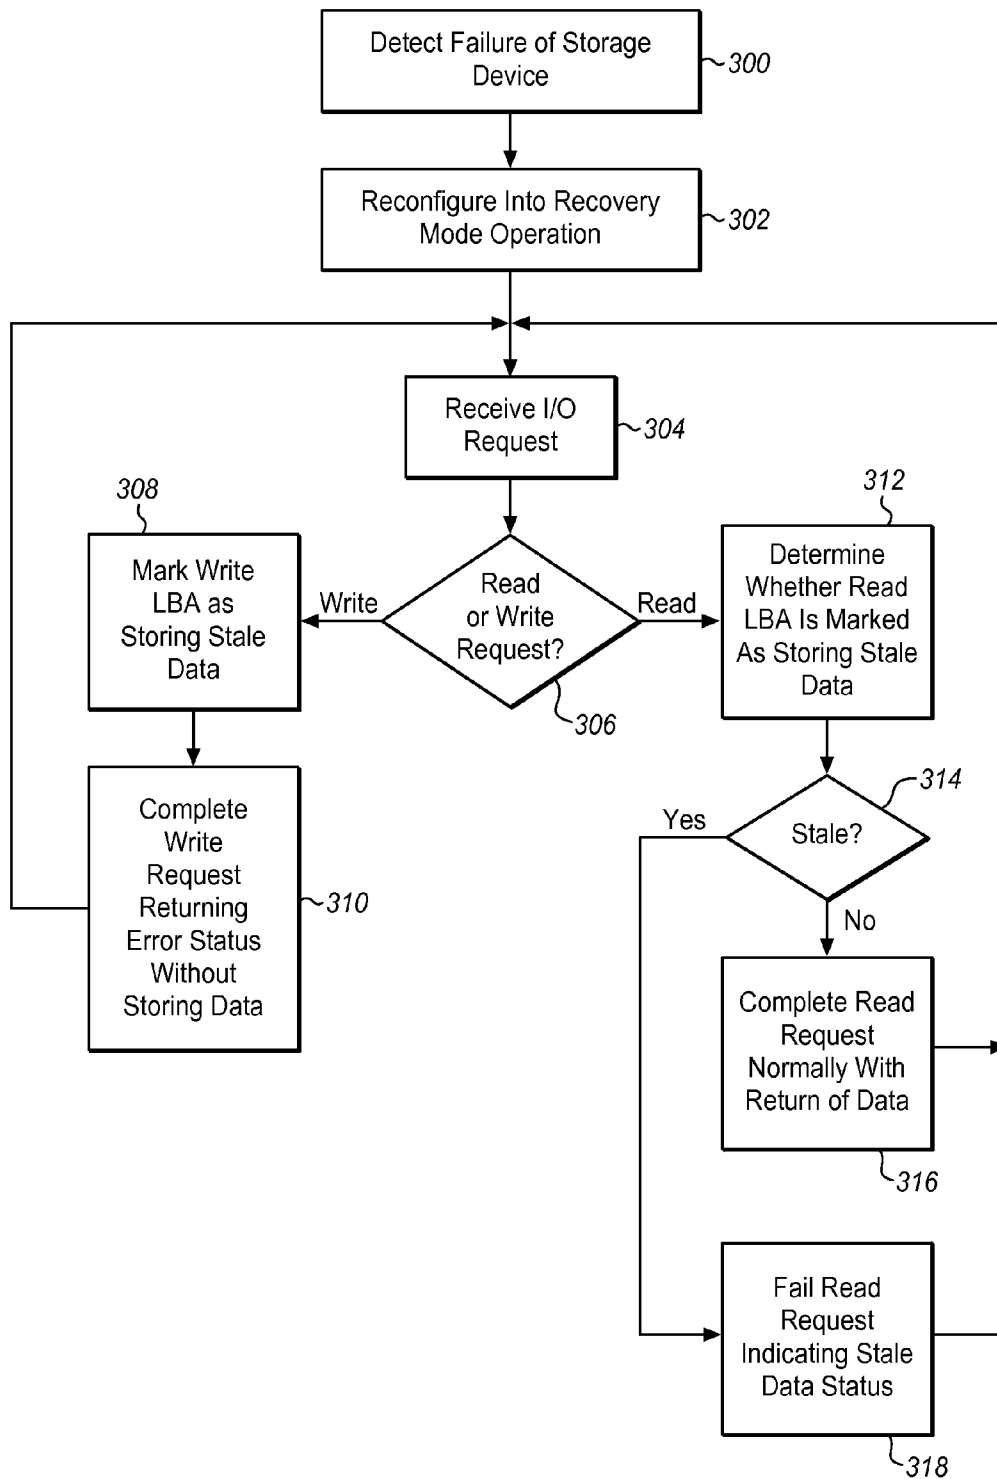 Detect Failure of Storage
Device
300
Reconfigure Into Recovery
Mode Operation
302
Receive I/O
Request
304
Read
or Write
Request?
306
Write
Read
308
Mark Write
LBA as
Storing Stale
Data
Complete
Write
Request
Returning
Error Status
Without
Storing Data
310
312
Determine
Whether Read
LBA Is Marked
As Storing Stale
Data
314
Stale?
Yes
No
Complete Read
Request
Normally With
Return of Data
316
Fail Read
Request
Indicating Stale
Data Status
318